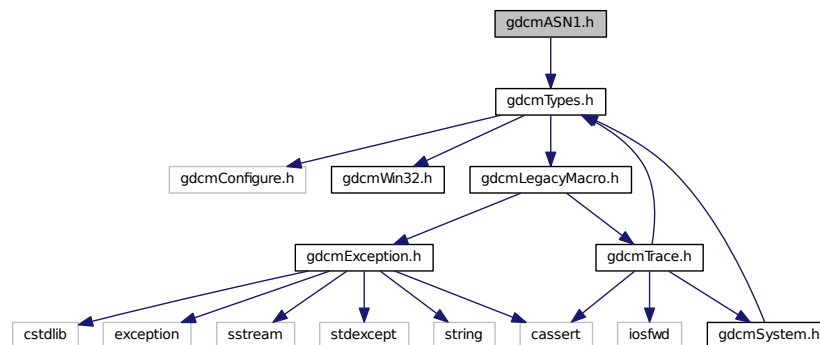 gdcmASN1.h
gdcmTypes.h
gdcmConfigure.h
gdcmWin32.h
gdcmLegacyMacro.h
gdcmException.h
gdcmTrace.h
cstdlib
exception
sstream
stdexcept
string
cassert
iosfwd
gdcmSystem.h